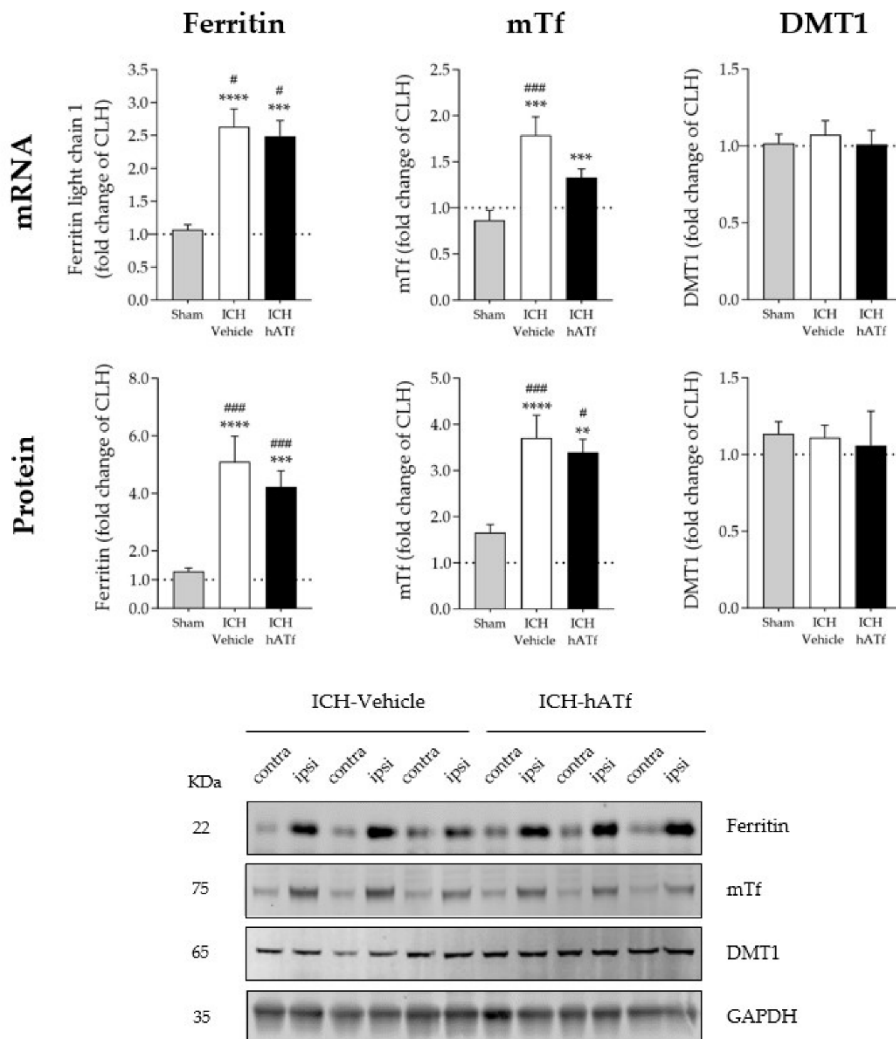 Ferritin
mTf
DMT1
mRNA
Ferritin light chain 1
(fold change of CLH)
3.5
3.0
2.5
2.0
1.5
1.0
0.5
0.0
#
****
#
***
Sham
ICH
Vehicle
ICH
hATf
mTf (fold change of CLH)
2.5
2.0
1.5
1.0
0.5
0.0
###
***
***
Sham
ICH
Vehicle
ICH
hATf
DMT1 (fold change of CLH)
1.5
1.0
0.5
0.0
Sham
ICH
Vehicle
ICH
hATf
Protein
Ferritin (fold change of CLH)
8.0
6.0
4.0
2.0
1.0
0.0
###
****
###
***
Sham
ICH
Vehicle
ICH
hATf
mTf (fold change of CLH)
5.0
4.0
3.0
2.0
1.0
0.0
###
****
#
**
Sham
ICH
Vehicle
ICH
hATf
DMT1 (fold change of CLH)
1.5
1.0
0.5
0.0
Sham
ICH
Vehicle
ICH
hATf
ICH-Vehicle
ICH-hATf
contra ipsi contra ipsi contra ipsi contra ipsi contra ipsi contra ipsi
KDa
22 Ferritin
75 mTf
65 DMT1
35 GAPDH